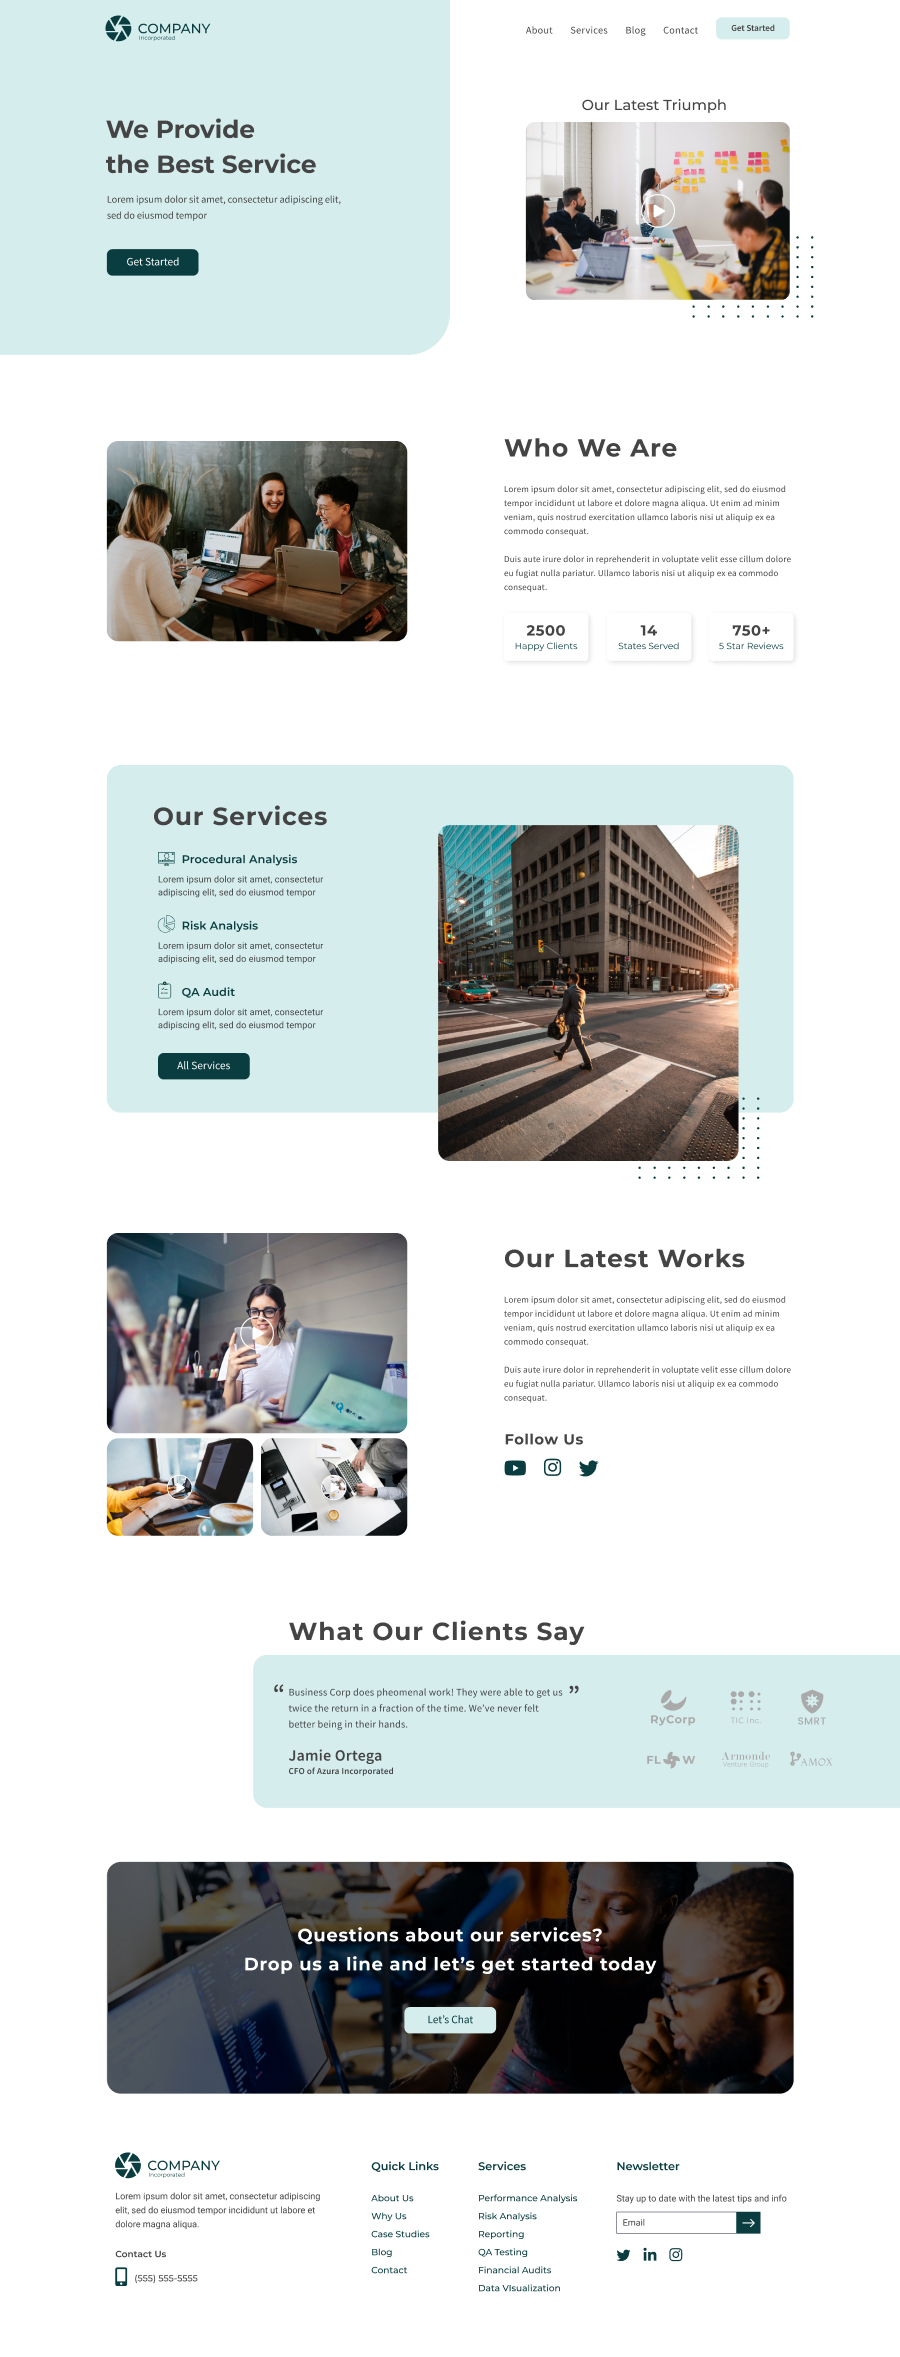 COMPANY
Incorporated
About Services Blog Contact Get Started
We Provide
the Best Service
Lorem ipsum dolor sit amet, consectetur adipiscing elit,
sed do eiusmod tempor
Get Started
Our Latest Triumph
Who We Are
Lorem ipsum dolor sit amet, consectetur adipiscing elit, sed do eiusmod
tempor incididunt ut labore et dolore magna aliqua. Ut enim ad minim
veniam, quis nostrud exercitation ullamco laboris nisi ut aliquip ex ea
commodo consequat.
Duis aute irure dolor in reprehenderit in voluptate velit esse cillum dolore
eu fugiat nulla pariatur. Ullamco laboris nisi ut aliquip ex ea commodo
consequat.
2500
Happy Clients
14
States Served
750+
5 Star Reviews
Our Services
Procedural Analysis
Lorem ipsum dolor sit amet, consectetur
adipiscing elit, sed do eiusmod tempor
Risk Analysis
Lorem ipsum dolor sit amet, consectetur
adipiscing elit, sed do eiusmod tempor
QA Audit
Lorem ipsum dolor sit amet, consectetur
adipiscing elit, sed do eiusmod tempor
All Services
Our Latest Works
Lorem ipsum dolor sit amet, consectetur adipiscing elit, sed do eiusmod
tempor incididunt ut labore et dolore magna aliqua. Ut enim ad minim
veniam, quis nostrud exercitation ullamco laboris nisi ut aliquip ex ea
commodo consequat.
Duis aute irure dolor in reprehenderit in voluptate velit esse cillum dolore
eu fugiat nulla pariatur. Ullamco laboris nisi ut aliquip ex ea commodo
consequat.
Follow Us
What Our Clients Say
“ Business Corp does pheomenal work! They were able to get us ”
twice the return in a fraction of the time. We've never felt
better being in their hands.
Jamie Ortega
CFO of Azura Incorporated
RyCorp
TIC Inc.
SMRT
FL W
Armonde
Venture Group
AMOX
Questions about our services?
Drop us a line and let's get started today
Let's Chat
COMPANY
Incorporated
Lorem ipsum dolor sit amet, consectetur adipiscing
elit, sed do eiusmod tempor incididunt ut labore et
dolore magna aliqua.
Contact Us
(555) 555-5555
Quick Links
About Us
Why Us
Case Studies
Blog
Contact
Services
Performance Analysis
Risk Analysis
Reporting
QA Testing
Financial Audits
Data VIsualization
Newsletter
Stay up to date with the latest tips and info
Email